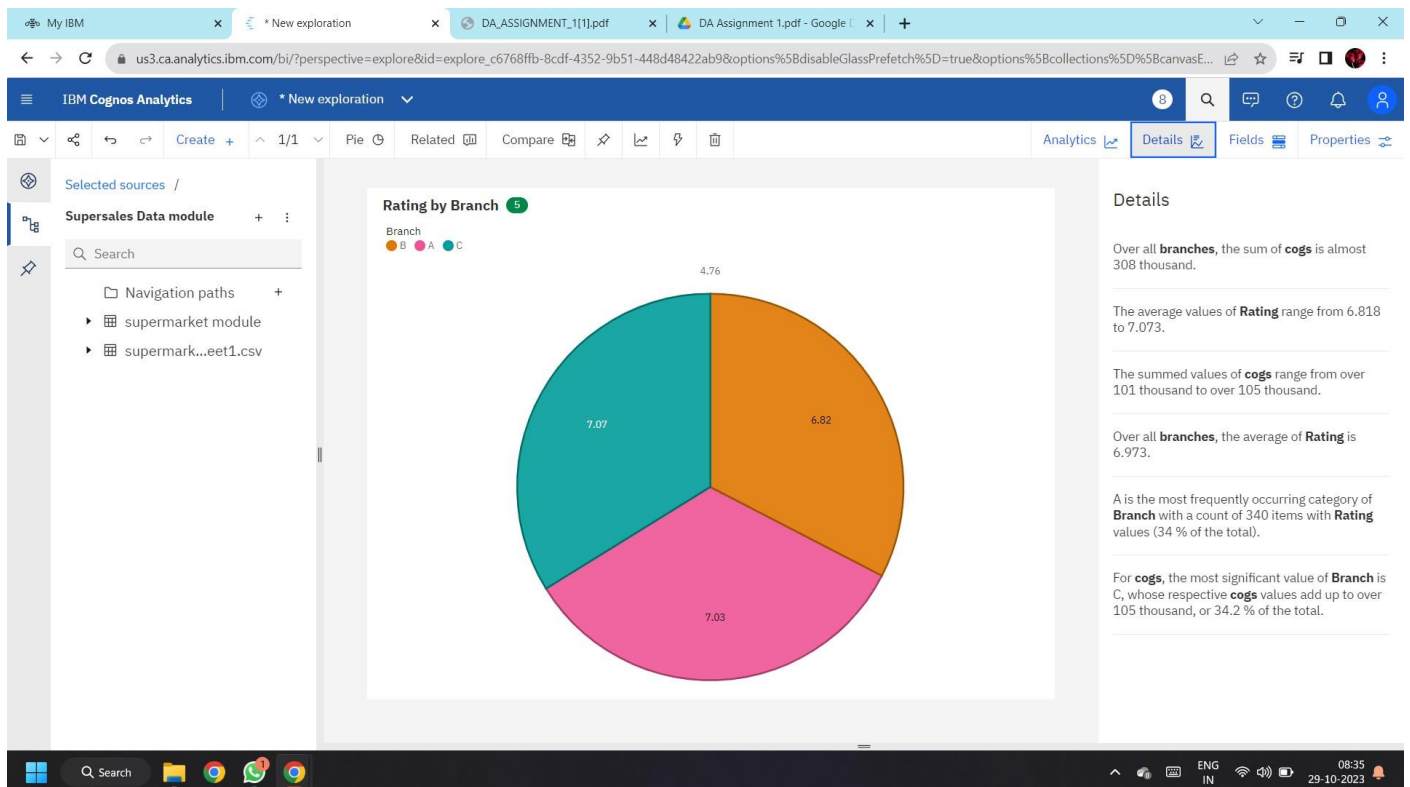 My IBM
* New exploration
DA_ASSIGNMENT_1[1].pdf
DA Assignment 1.pdf - Google D
us3.ca.analytics.ibm.com/bi/?perspective=explore&id=explore_c6768ffb-8cdf-4352-9b51-448d48422ab9&options%5BdisableGlassPrefetch%5D=true&options%5Bcollections%5D%5BcanvasE...
IBM Cognos Analytics
* New exploration
8
Create +
1/1
Pie
Related
Compare
Analytics
Details
Fields
Properties
Selected sources /
Supersales Data module
Search
Navigation paths
supermarket module
supermark...eet1.csv
Rating by Branch 5
Branch
B A C
4.76
7.07
6.82
7.03
Details
Over all branches, the sum of cogs is almost
308 thousand.
The average values of Rating range from 6.818
to 7.073.
The summed values of cogs range from over
101 thousand to over 105 thousand.
Over all branches, the average of Rating is
6.973.
A is the most frequently occurring category of
Branch with a count of 340 items with Rating
values (34 % of the total).
For cogs, the most significant value of Branch is
C, whose respective cogs values add up to over
105 thousand, or 34.2 % of the total.
Search
ENG
IN
08:35
29-10-2023